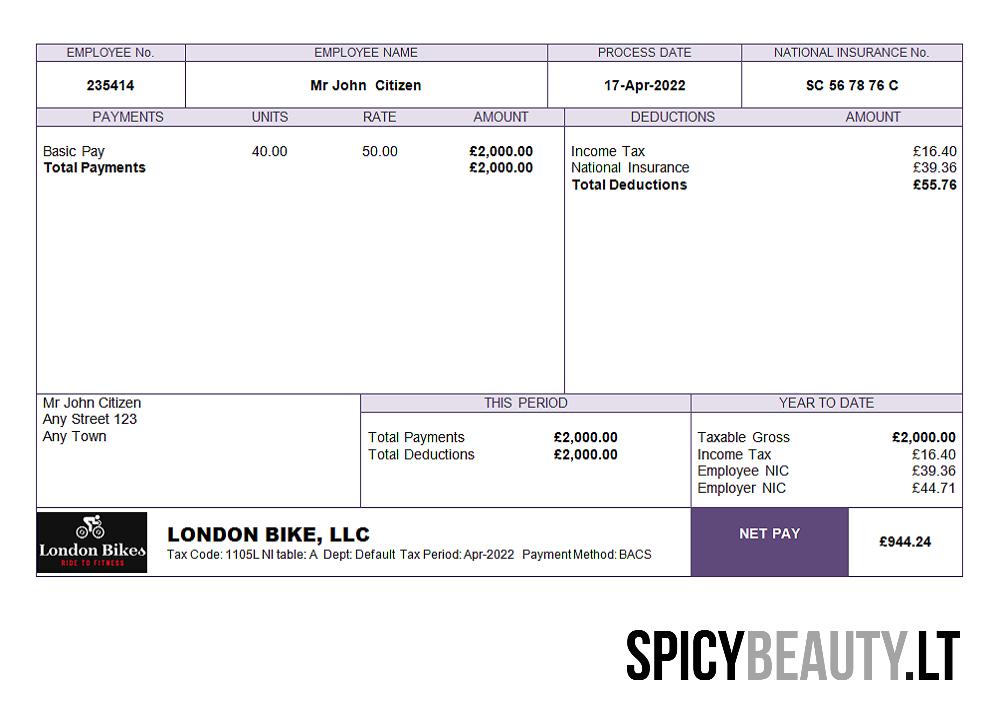 EMPLOYEE No. EMPLOYEE NAME PROCESS DATE NATIONAL INSURANCE No.
235414 Mr John Citizen 17-Apr-2022 SC 56 78 76 C
PAYMENTS UNITS RATE AMOUNT DEDUCTIONS AMOUNT
Basic Pay 40.00 50.00 £2,000.00 Income Tax £16.40
Total Payments £2,000.00 National Insurance £39.36
Total Deductions £55.76
Mr John Citizen THIS PERIOD YEAR TO DATE
Any Street 123
Any Town Total Payments £2,000.00 Taxable Gross £2,000.00
Total Deductions £2,000.00 Income Tax £16.40
Employee NIC £39.36
Employer NIC £44.71
London Bikes
RIDE TO FITNESS
LONDON BIKE, LLC NET PAY £944.24
Tax Code: 1105L NI table: A Dept: Default Tax Period: Apr-2022 Payment Method: BACS
SPICYBEAUTY.LT